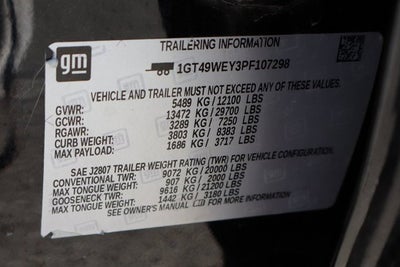 TRAILERING INFORMATION
gm
1GT49WEY3PF107298
VEHICLE AND TRAILER MUST NOT EXCEED ANY OF THESE
GVWR: 5489 KG / 12100 LBS
GCWR: 13472 KG / 29700 LBS
RGAWR: 3289 KG / 7250 LBS
CURB WEIGHT: 3803 KG / 8383 LBS
MAX PAYLOAD: 1686 KG / 3717 LBS
SAE J2807 TRAILER WEIGHT RATING (TWR) FOR VEHICLE CONFIGURATION.
CONVENTIONAL TWR: 9072 KG / 20000 LBS
MAX TONGUE WEIGHT: 907 KG / 2000 LBS
GOOSENECK TWR: 9616 KG / 21200 LBS
MAX TONGUE WEIGHT: 1442 KG / 3180 LBS
SEE OWNER'S MANUAL FOR MORE INFORMATION